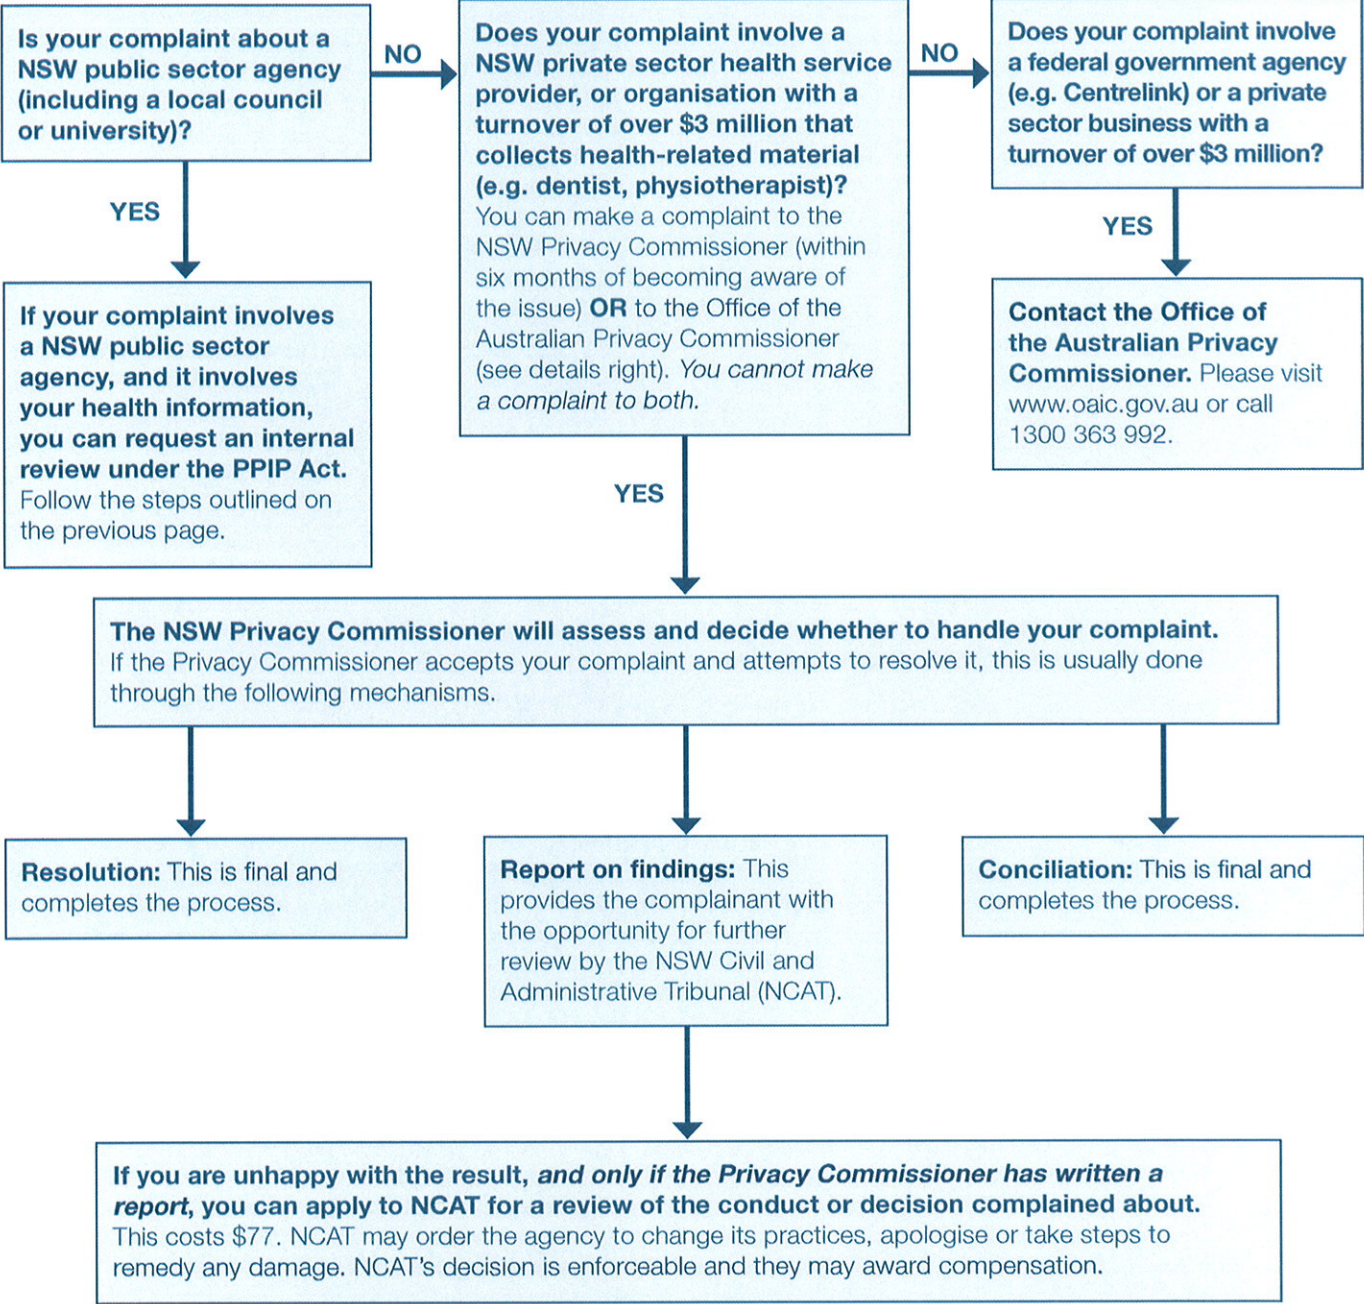 Is your complaint about a
NSW public sector agency
(including a local council
or university)?
NO
Does your complaint involve a
NSW private sector health service
provider, or organisation with a
turnover of over $3 million that
collects health-related material
(e.g. dentist, physiotherapist)?
You can make a complaint to the
NSW Privacy Commissioner (within
six months of becoming aware of
the issue) OR to the Office of the
Australian Privacy Commissioner
(see details right). You cannot make
a complaint to both.
NO
Does your complaint involve
a federal government agency
(e.g. Centrelink) or a private
sector business with a
turnover of over $3 million?
YES
If your complaint involves
a NSW public sector
agency, and it involves
your health information,
you can request an internal
review under the PPIP Act.
Follow the steps outlined on
the previous page.
YES
Contact the Office of
the Australian Privacy
Commissioner. Please visit
www.oaic.gov.au or call
1300 363 992.
YES
The NSW Privacy Commissioner will assess and decide whether to handle your complaint.
If the Privacy Commissioner accepts your complaint and attempts to resolve it, this is usually done
through the following mechanisms.
Resolution: This is final and
completes the process.
Report on findings: This
provides the complainant with
the opportunity for further
review by the NSW Civil and
Administrative Tribunal (NCAT).
Conciliation: This is final and
completes the process.
If you are unhappy with the result, and only if the Privacy Commissioner has written a
report, you can apply to NCAT for a review of the conduct or decision complained about.
This costs $77. NCAT may order the agency to change its practices, apologise or take steps to
remedy any damage. NCAT's decision is enforceable and they may award compensation.